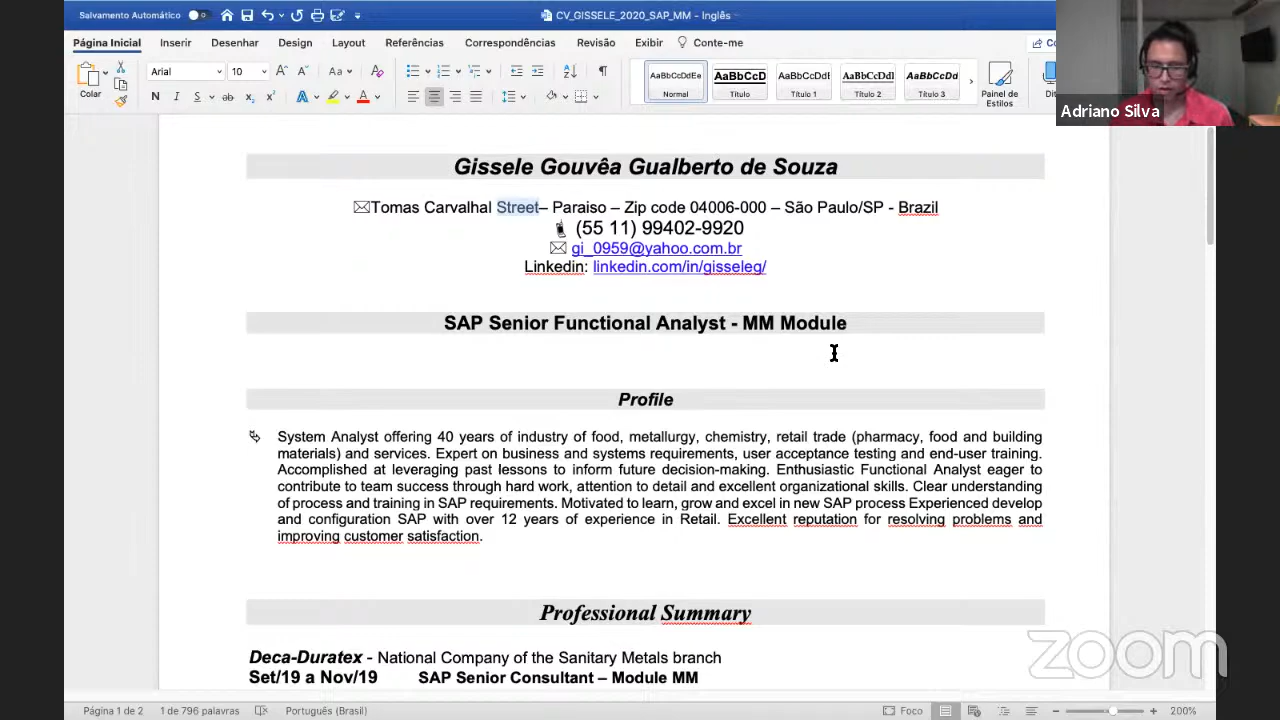 Salvamento Automático
CV_GISSELE_2020_SAP_MM - Inglês
Página Inicial Inserir Desenhar Design Layout Referências Correspondências Revisão Exibir Conte-me
Colar
Arial 10
Normal Título Título 1 Título 2 Título 3
Painel de Estilos
Adriano Silva
Gissele Gouvêa Gualberto de Souza
Tomas Carvalhal Street– Paraiso – Zip code 04006-000 – São Paulo/SP - Brazil
(55 11) 99402-9920
gi_0959@yahoo.com.br
Linkedin: linkedin.com/in/gisseleg/
SAP Senior Functional Analyst - MM Module
Profile
System Analyst offering 40 years of industry of food, metallurgy, chemistry, retail trade (pharmacy, food and building
materials) and services. Expert on business and systems requirements, user acceptance testing and end-user training.
Accomplished at leveraging past lessons to inform future decision-making. Enthusiastic Functional Analyst eager to
contribute to team success through hard work, attention to detail and excellent organizational skills. Clear understanding
of process and training in SAP requirements. Motivated to learn, grow and excel in new SAP process Experienced develop
and configuration SAP with over 12 years of experience in Retail. Excellent reputation for resolving problems and
improving customer satisfaction.
Professional Summary
Deca-Duratex - National Company of the Sanitary Metals branch
Set/19 a Nov/19 SAP Senior Consultant – Module MM
zoom
Página 1 de 2 1 de 796 palavras Português (Brasil) Foco 200%